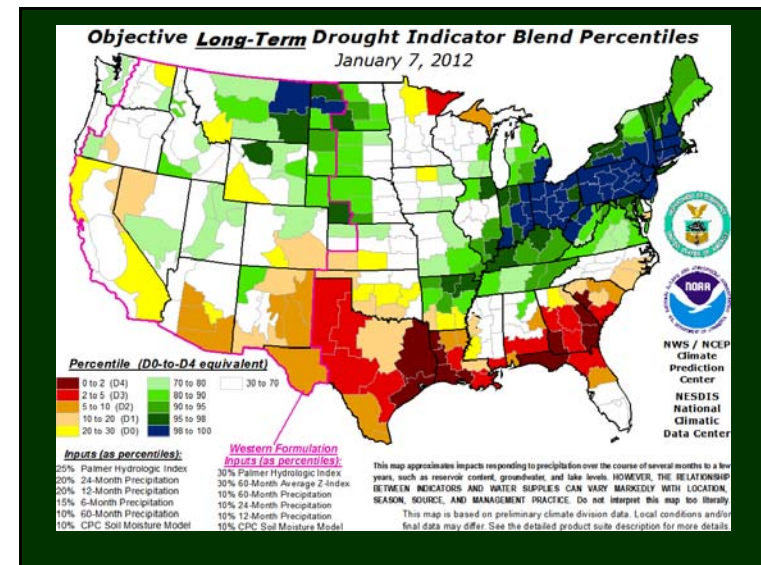 Objective Long-Term Drought Indicator Blend Percentiles
January 7, 2012
NOAA
NWS / NCEP
Climate
Prediction
Center
NESDIS
National
Climatic
Data Center
Percentile (D0-to-D4 equivalent)
0 to 2 (D4)
2 to 5 (D3)
5 to 10 (D2)
10 to 20 (D1)
20 to 30 (D0)
70 to 80
80 to 90
90 to 95
95 to 98
98 to 100
30 to 70
Inputs (as percentiles):
25% Palmer Hydrologic Index
20% 24-Month Precipitation
20% 12-Month Precipitation
15% 6-Month Precipitation
10% 60-Month Precipitation
10% CPC Soil Moisture Model
Western Formulation
Inputs (as percentiles):
30% Palmer Hydrologic Index
30% 60-Month Average Z-Index
10% 60-Month Precipitation
10% 24-Month Precipitation
10% 12-Month Precipitation
10% CPC Soil Moisture Model
This map approximates impacts responding to precipitation over the course of several months to a few
years, such as reservoir content, groundwater, and lake levels. HOWEVER, THE RELATIONSHIP
BETWEEN INDICATORS AND WATER SUPPLIES CAN VARY MARKEDLY WITH LOCATION,
SEASON, SOURCE, AND MANAGEMENT PRACTICE. Do not interpret this map too literally.
This map is based on preliminary climate division data. Local conditions and/or
final data may differ. See the detailed product suite description for more details.